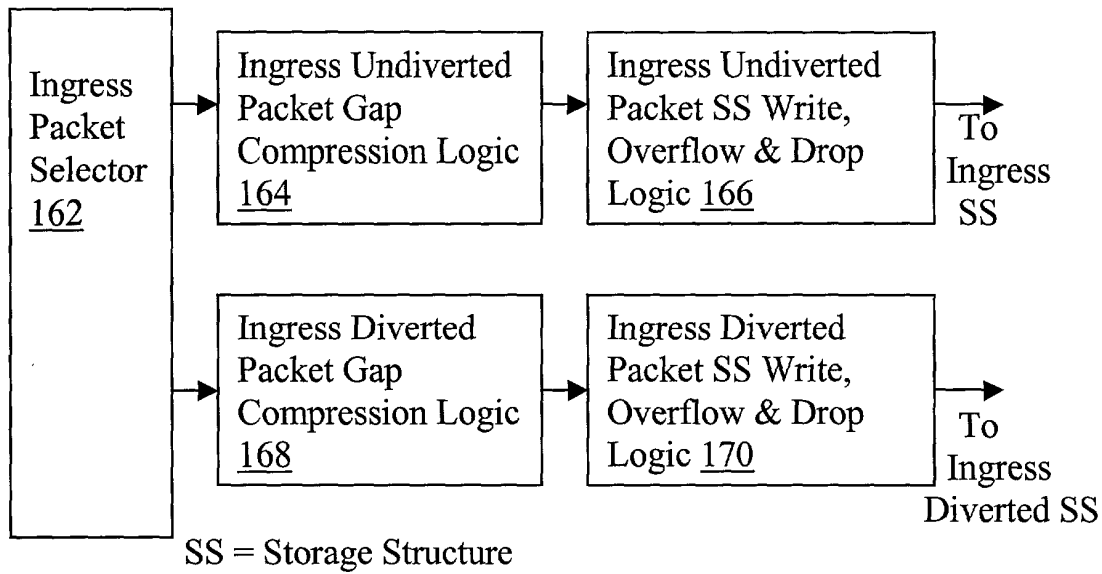 Ingress
Packet
Selector
162
Ingress Undiverted
Packet Gap
Compression Logic
164
Ingress Undiverted
Packet SS Write,
Overflow & Drop
Logic 166
To
Ingress
SS
Ingress Diverted
Packet Gap
Compression Logic
168
Ingress Diverted
Packet SS Write,
Overflow & Drop
Logic 170
To
Ingress
Diverted SS
SS = Storage Structure